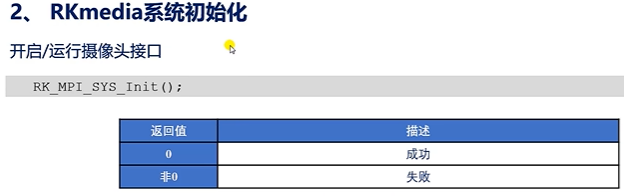 2、 RKmedia系统初始化
开启/运行摄像头接口
RK_MPI_SYS_Init();
返回值 描述
0 成功
非0 失败